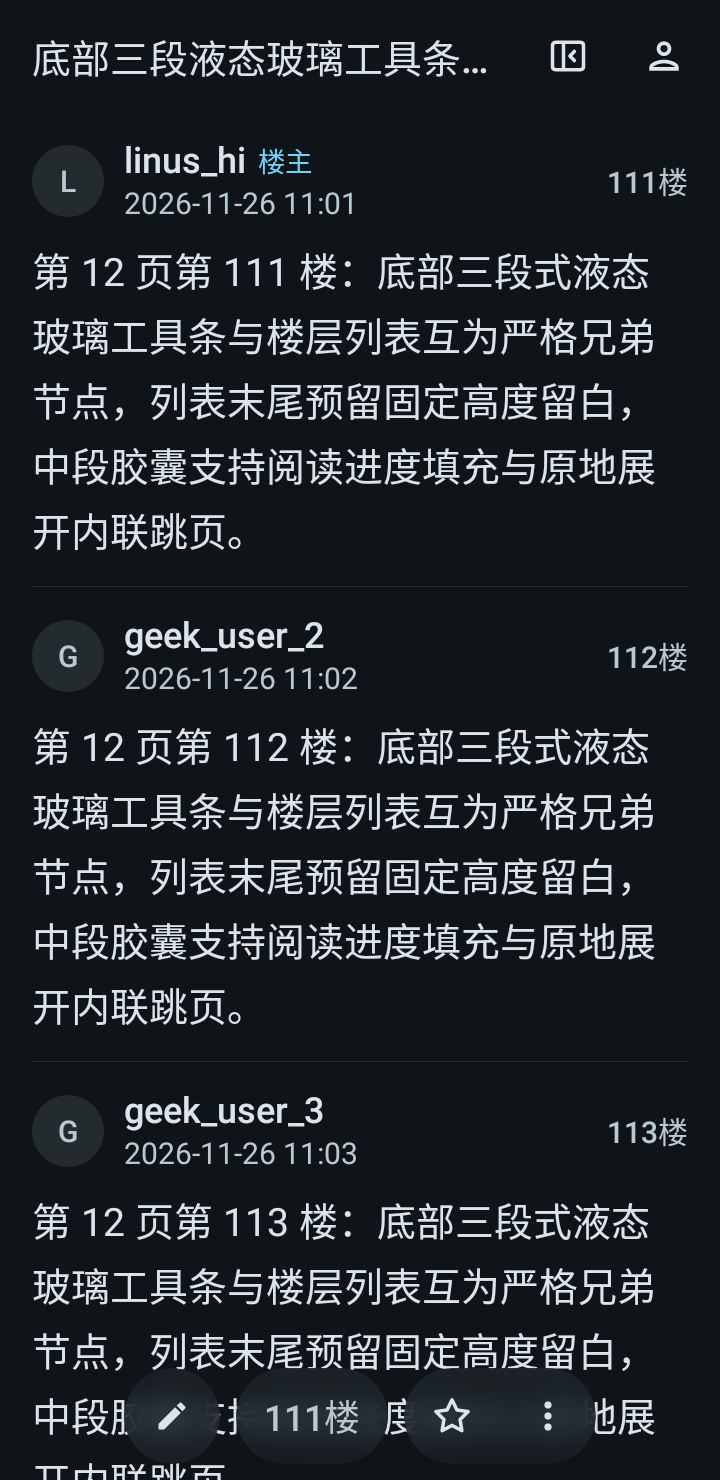 底部三段液态玻璃工具条…
L
linus_hi 楼主
2026-11-26 11:01
111楼
第 12 页第 111 楼：底部三段式液态
玻璃工具条与楼层列表互为严格兄弟
节点，列表末尾预留固定高度留白，
中段胶囊支持阅读进度填充与原地展
开内联跳页。
G
geek_user_2
2026-11-26 11:02
112楼
第 12 页第 112 楼：底部三段式液态
玻璃工具条与楼层列表互为严格兄弟
节点，列表末尾预留固定高度留白，
中段胶囊支持阅读进度填充与原地展
开内联跳页。
G
geek_user_3
2026-11-26 11:03
113楼
第 12 页第 113 楼：底部三段式液态
玻璃工具条与楼层列表互为严格兄弟
节点，列表末尾预留固定高度留白，
中段胶 支持 度 地展
111楼
开内联跳页